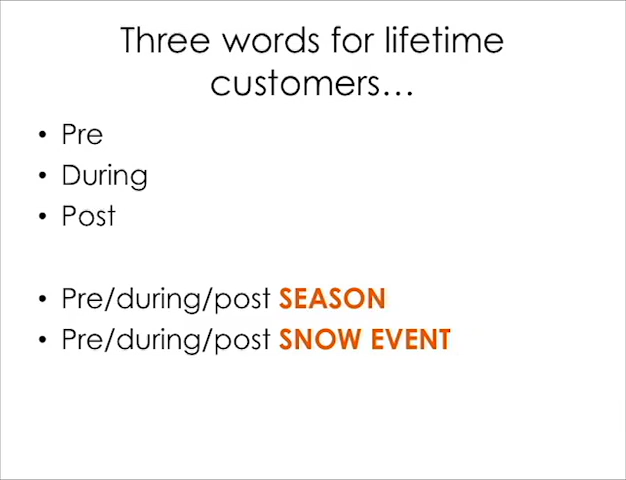 Three words for lifetime
customers…
• Pre
• During
• Post
• Pre/during/post SEASON
• Pre/during/post SNOW EVENT